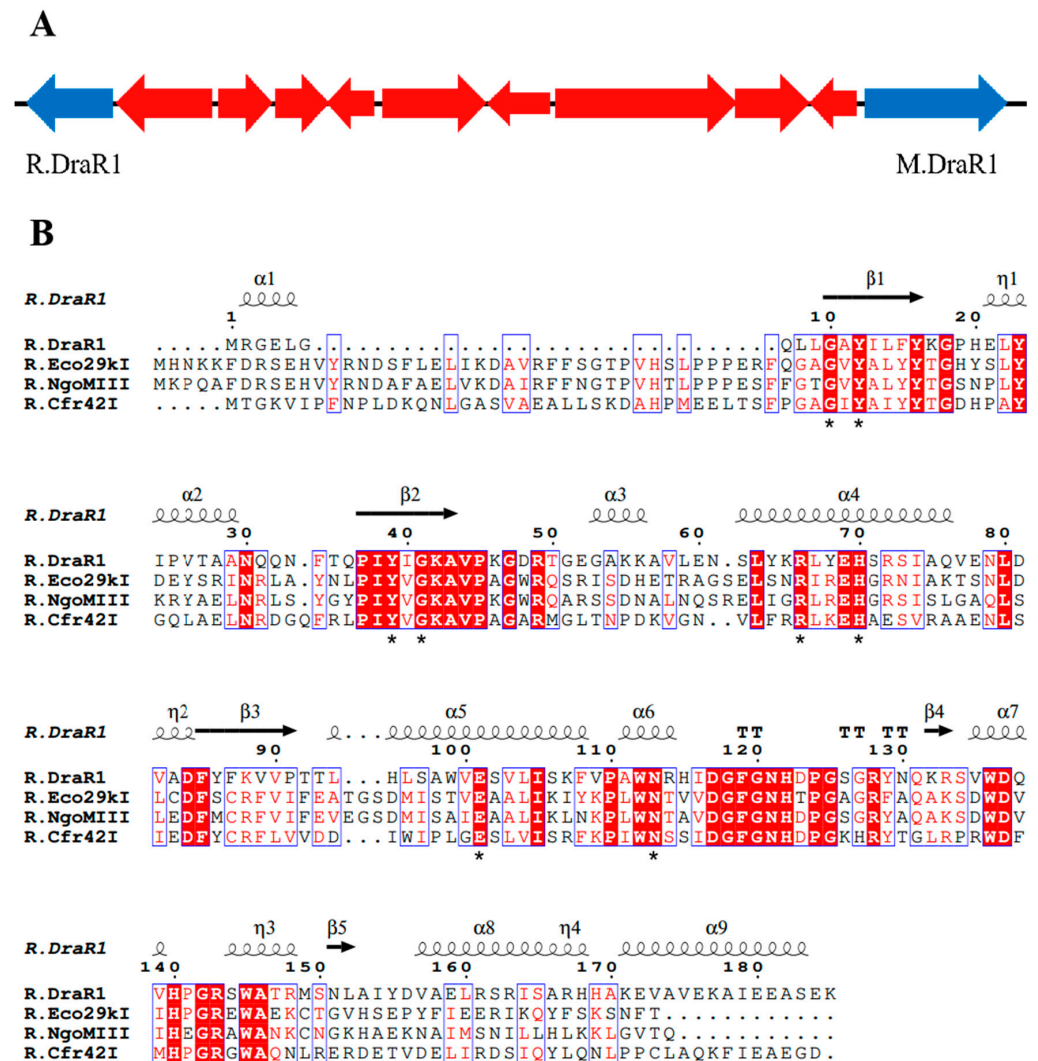 A
R.DraR1 M.DraR1
B
α1 β1 η1
R.DraR1
1 10 20
R.DraR1 .....MRGELG................................QLLGAYILFYKGPHELY
R.Eco29kI MHNKKFDRSEHVYRNDSFLELIKDAVRFFSGTPVHSLPPPERFQGAGVYALYYTGHYSLY
R.NgoMIII MKPQAFDRSEHVYRNDAFAELVKDAIRFFNGTPVHTLPPPESFFGTGVYALYYTGSNPLY
R.Cfr42I .....MTGKVIPFNPLDKQNLGASVAEALLSKDAHPMEELTSFPGAGIYAIYYTGDHPAY
* *
α2 β2 α3 α4
R.DraR1
30 40 50 60 70 80
R.DraR1 IPVTAANQQN.FTQPIYIGKAVPKGDRTGEGAKKAVLEN.SLYKRLYEHSRSIAQVENLD
R.Eco29kI DEYSRINRLA.YNLPIYVGKAVPAGWRQSRISDHETRAGSELSNRIREHGRNIAKTSNLD
R.NgoMIII KRYAELNRLS.YGYPIYVGKAVPKGWRQARSSDNALNQSRELIGRLREHGRSISLGAQLS
R.Cfr42I GQLAELNRDGQFRLPIYVGKAVPAGARMGLTNPDKVGN..VLFRRLKEHAESVRAAENLS
* * * *
η2 β3 α5 α6 β4 α7
R.DraR1 ... TT TT TT
90 100 110 120 130
R.DraR1 VADFYFKVVPTTL...HLSAWVESVLISKFVPAWNRHIDGFGNHDPGSGRYNQKRSVWDQ
R.Eco29kI LCDFSCRFVIFEATGSDMISTVEAALIKIYKPLWNTVVDGFGNHTPGAGRFAQAKSDWDV
R.NgoMIII LEDFMCRFVIFEVEGSDMISAIEAALIKLNKPLWNTVVDGFGNHDPGSGRYAQAKSDWDV
R.Cfr42I IEDFYCRFLVVDD...IWIPLGESLVISRFKPIWNSSIDGFGNHDPGKHRYTGLRPRWDF
* *
η3 β5 α8 η4 α9
R.DraR1
140 150 160 170 180
R.DraR1 VHPGRSWATRMSNLAIYDVAELRSRISARHHAKEVAVEKAIEEASEK
R.Eco29kI IHPGREWAEKCTGVHSEPYFIEERIKQYFSKSNFT............
R.NgoMIII IHEGRAWANKCNGKHAEKNAIMSNILLHLKKLGVTQ...........
R.Cfr42I MHPGRGWAQNLRERDETVDELIRDSIQYLQNLPPCLAQKFIEAEGD.